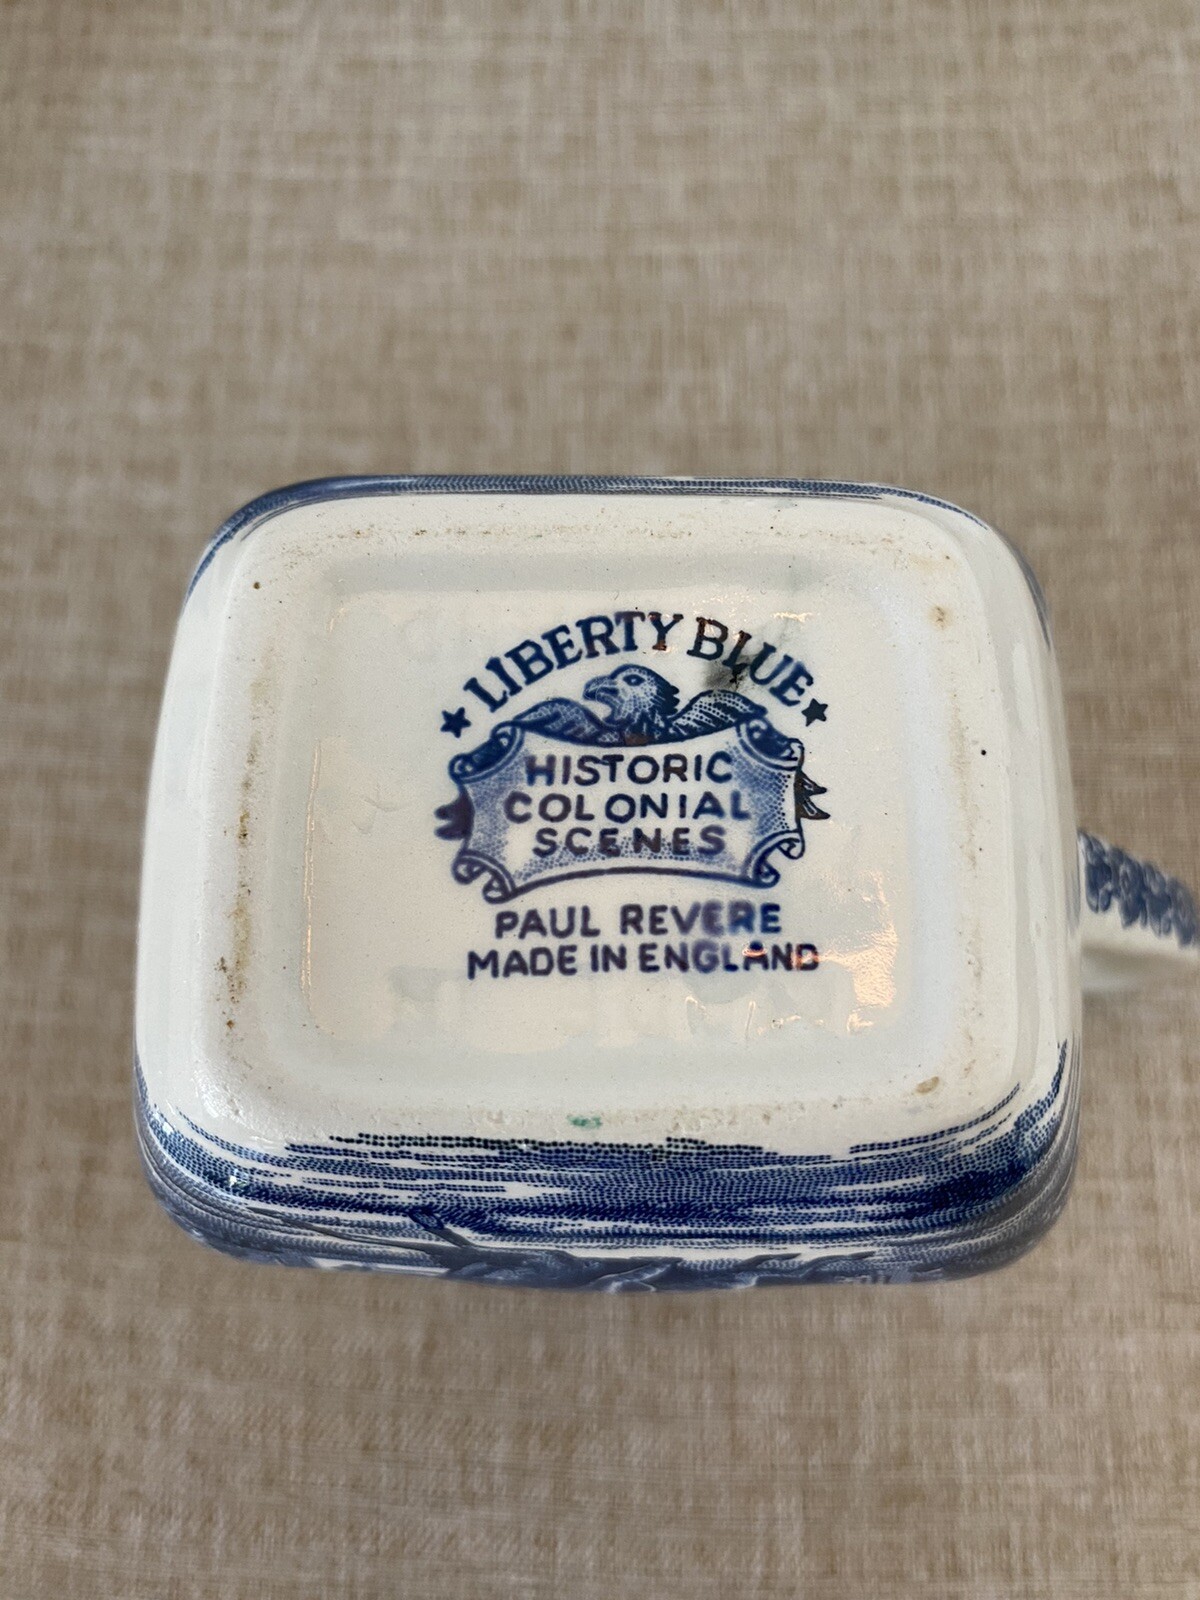 LIBERTY BLUE
HISTORIC
COLONIAL
SCENES
PAUL REVERE
MADE IN ENGLAND